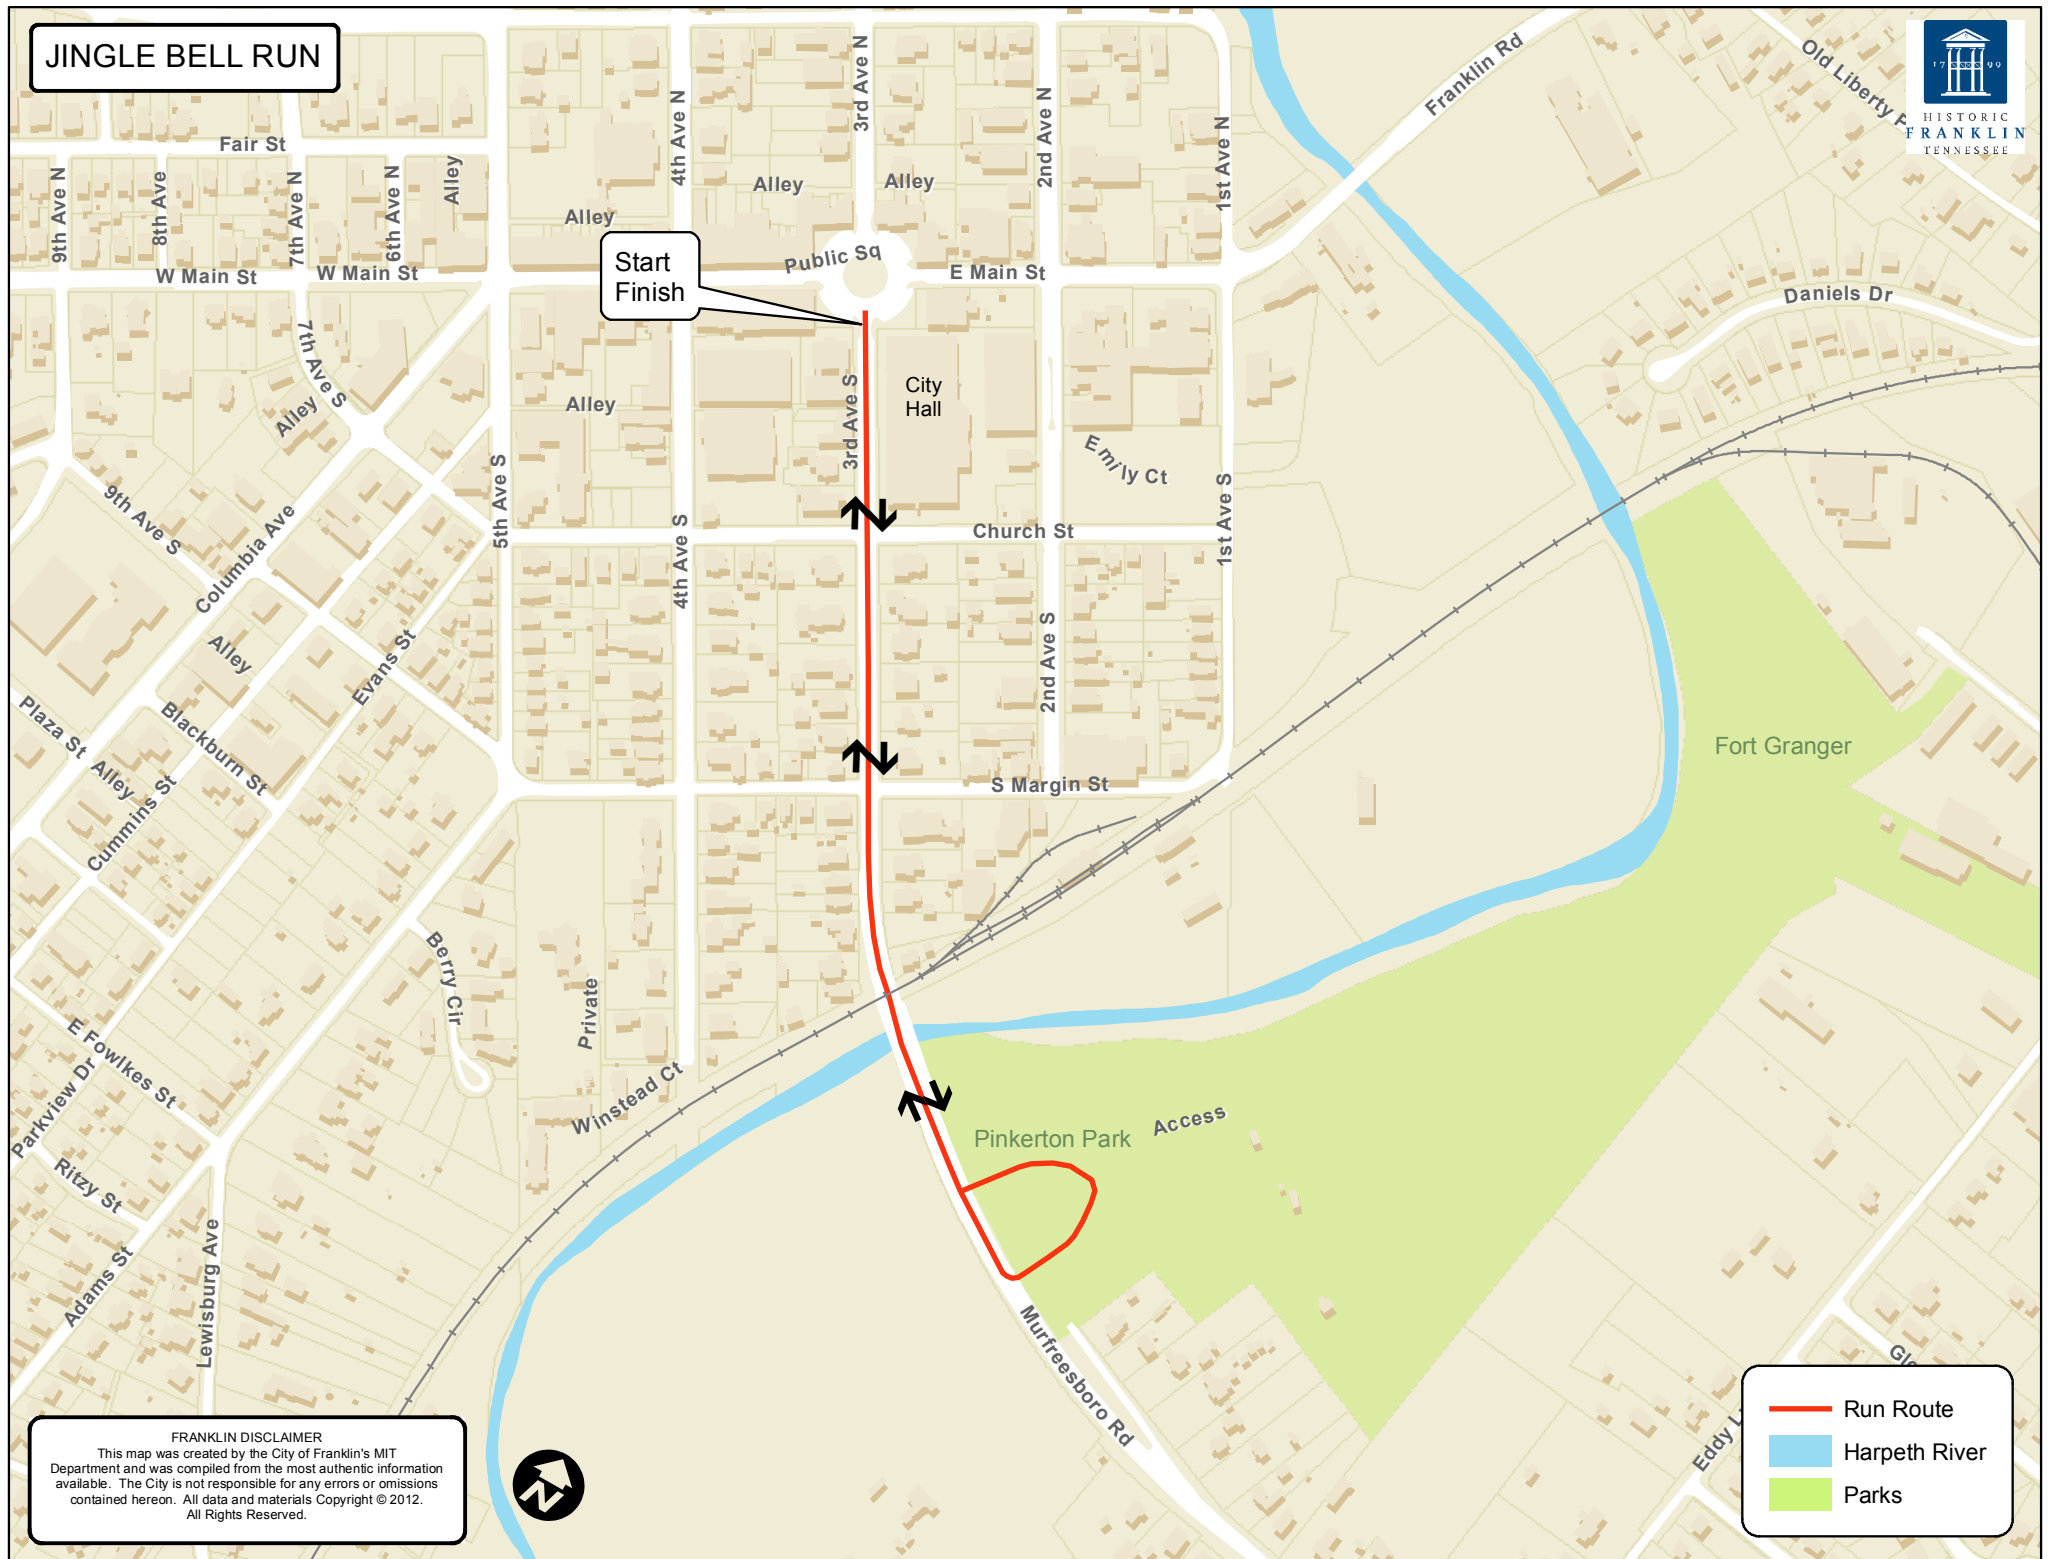 JINGLE BELL RUN
3rd Ave N
4th Ave N
2nd Ave N
1st Ave N
Franklin Rd
Old Liberty
17 99
HISTORIC
FRANKLIN
TENNESSEE
Fair St
9th Ave N
8th Ave
7th Ave N
6th Ave N
Alley
Alley
Alley
Alley
W Main St
W Main St
Start
Finish
Public Sq
E Main St
Daniels Dr
7th Ave S
Alley
Alley
3rd Ave S
City
Hall
Emily Ct
9th Ave S
Columbia Ave
5th Ave S
4th Ave S
4th Ave S
Church St
1st Ave S
1st Ave S
2nd Ave S
Alley
Evans St
Plaza St
Alley
Blackburn St
Cummins St
S Margin St
Fort Granger
Berry Cir
Private
E Fowlkes St
Parkview Dr
Winstead Ct
Ritzy St
Pinkerton Park
Access
Adams St
Lewisburg Ave
Murfreesboro Rd
Eddy
FRANKLIN DISCLAIMER
This map was created by the City of Franklin's MIT
Department and was compiled from the most authentic information
available. The City is not responsible for any errors or omissions
contained hereon. All data and materials Copyright © 2012.
All Rights Reserved.
N
Run Route
Harpeth River
Parks